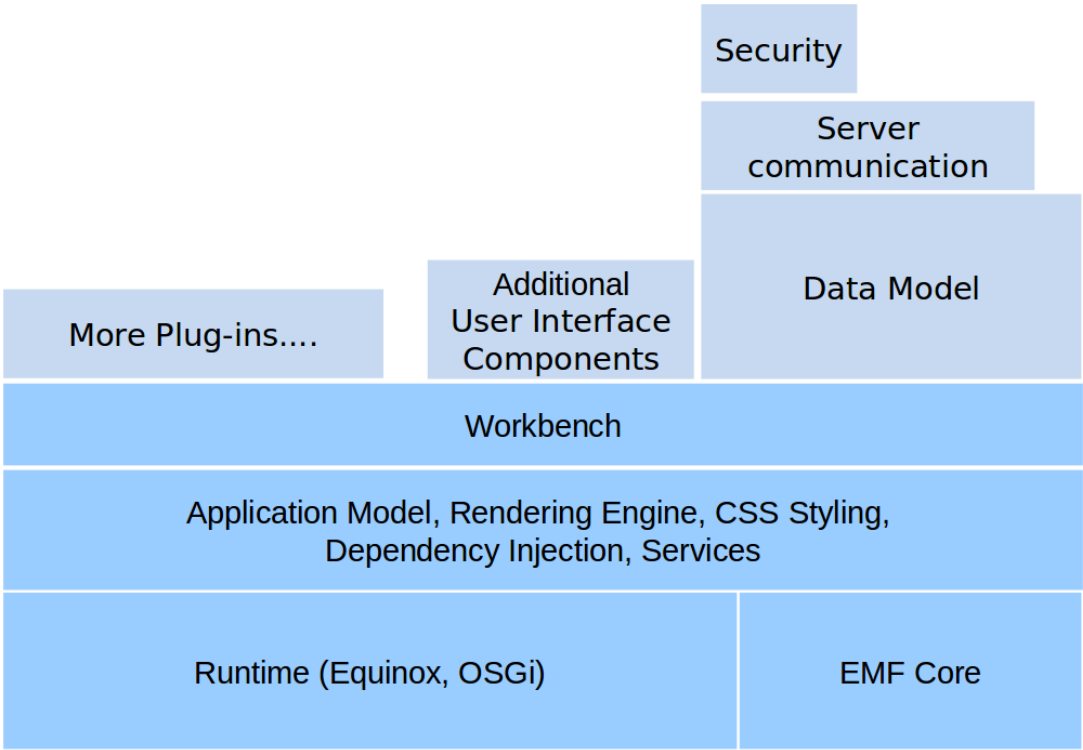 Security
Server
communication
Data Model
Additional
User Interface
Components
More Plug-ins....
Workbench
Application Model, Rendering Engine, CSS Styling,
Dependency Injection, Services
Runtime (Equinox, OSGi)
EMF Core